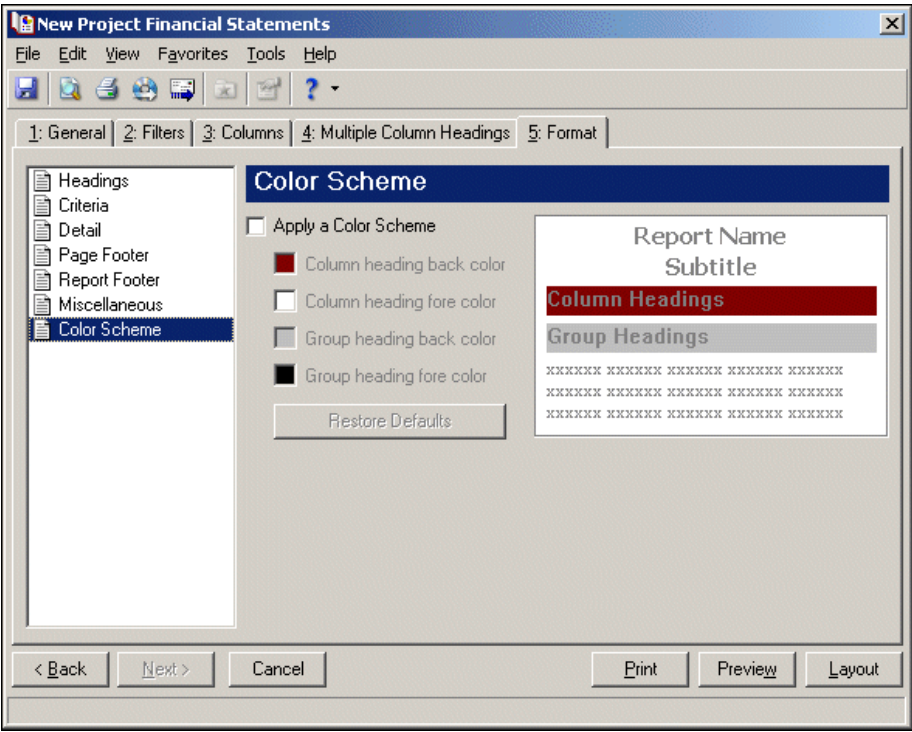 New Project Financial Statements
File Edit View Favorites Tools Help
?
1: General 2: Filters 3: Columns 4: Multiple Column Headings 5: Format
Headings
Criteria
Detail
Page Footer
Report Footer
Miscellaneous
Color Scheme
Color Scheme
Apply a Color Scheme
Column heading back color
Column heading fore color
Group heading back color
Group heading fore color
Restore Defaults
Report Name
Subtitle
Column Headings
Group Headings
xxxxxx xxxxxx xxxxxx xxxxxx xxxxxx
xxxxxx xxxxxx xxxxxx xxxxxx xxxxxx
xxxxxx xxxxxx xxxxxx xxxxxx xxxxxx
< Back Next > Cancel Print Preview Layout